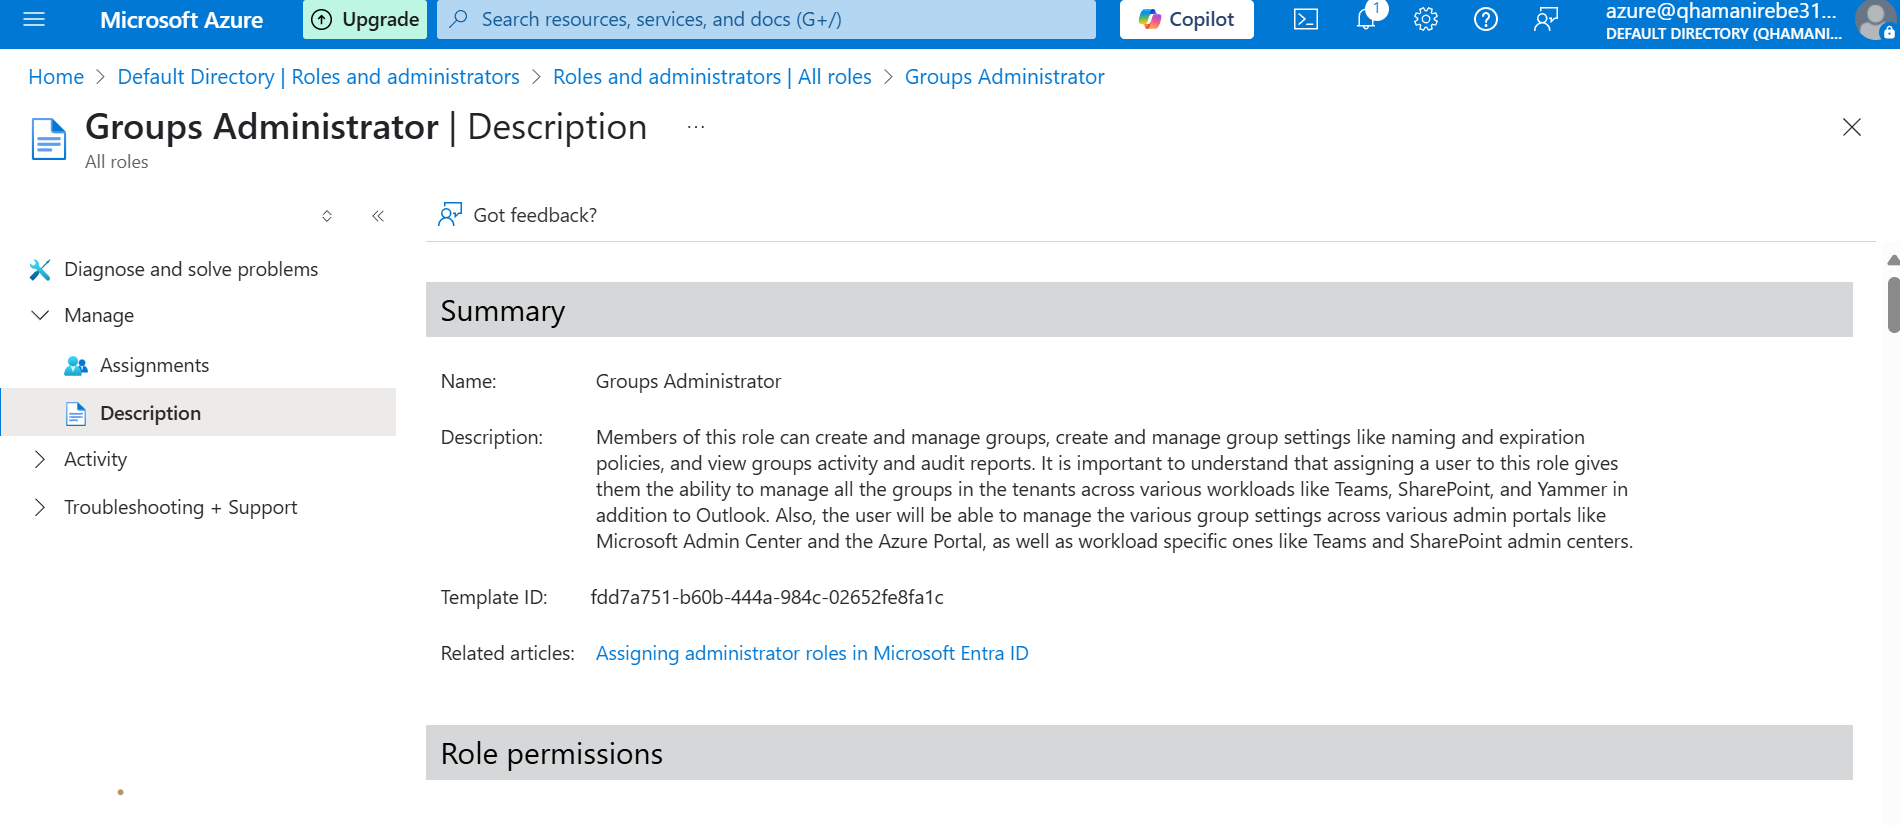 Microsoft Azure
Upgrade
Search resources, services, and docs (G+/)
Copilot
1
azure@qhamanirebe31...
DEFAULT DIRECTORY (QHAMANI...
Home > Default Directory | Roles and administrators > Roles and administrators | All roles > Groups Administrator
Groups Administrator | Description ...
All roles
Got feedback?
Diagnose and solve problems
Manage
Assignments
Description
Activity
Troubleshooting + Support
Summary
Name: Groups Administrator
Description: Members of this role can create and manage groups, create and manage group settings like naming and expiration
policies, and view groups activity and audit reports. It is important to understand that assigning a user to this role gives
them the ability to manage all the groups in the tenants across various workloads like Teams, SharePoint, and Yammer in
addition to Outlook. Also, the user will be able to manage the various group settings across various admin portals like
Microsoft Admin Center and the Azure Portal, as well as workload specific ones like Teams and SharePoint admin centers.
Template ID: fdd7a751-b60b-444a-984c-02652fe8fa1c
Related articles: Assigning administrator roles in Microsoft Entra ID
Role permissions